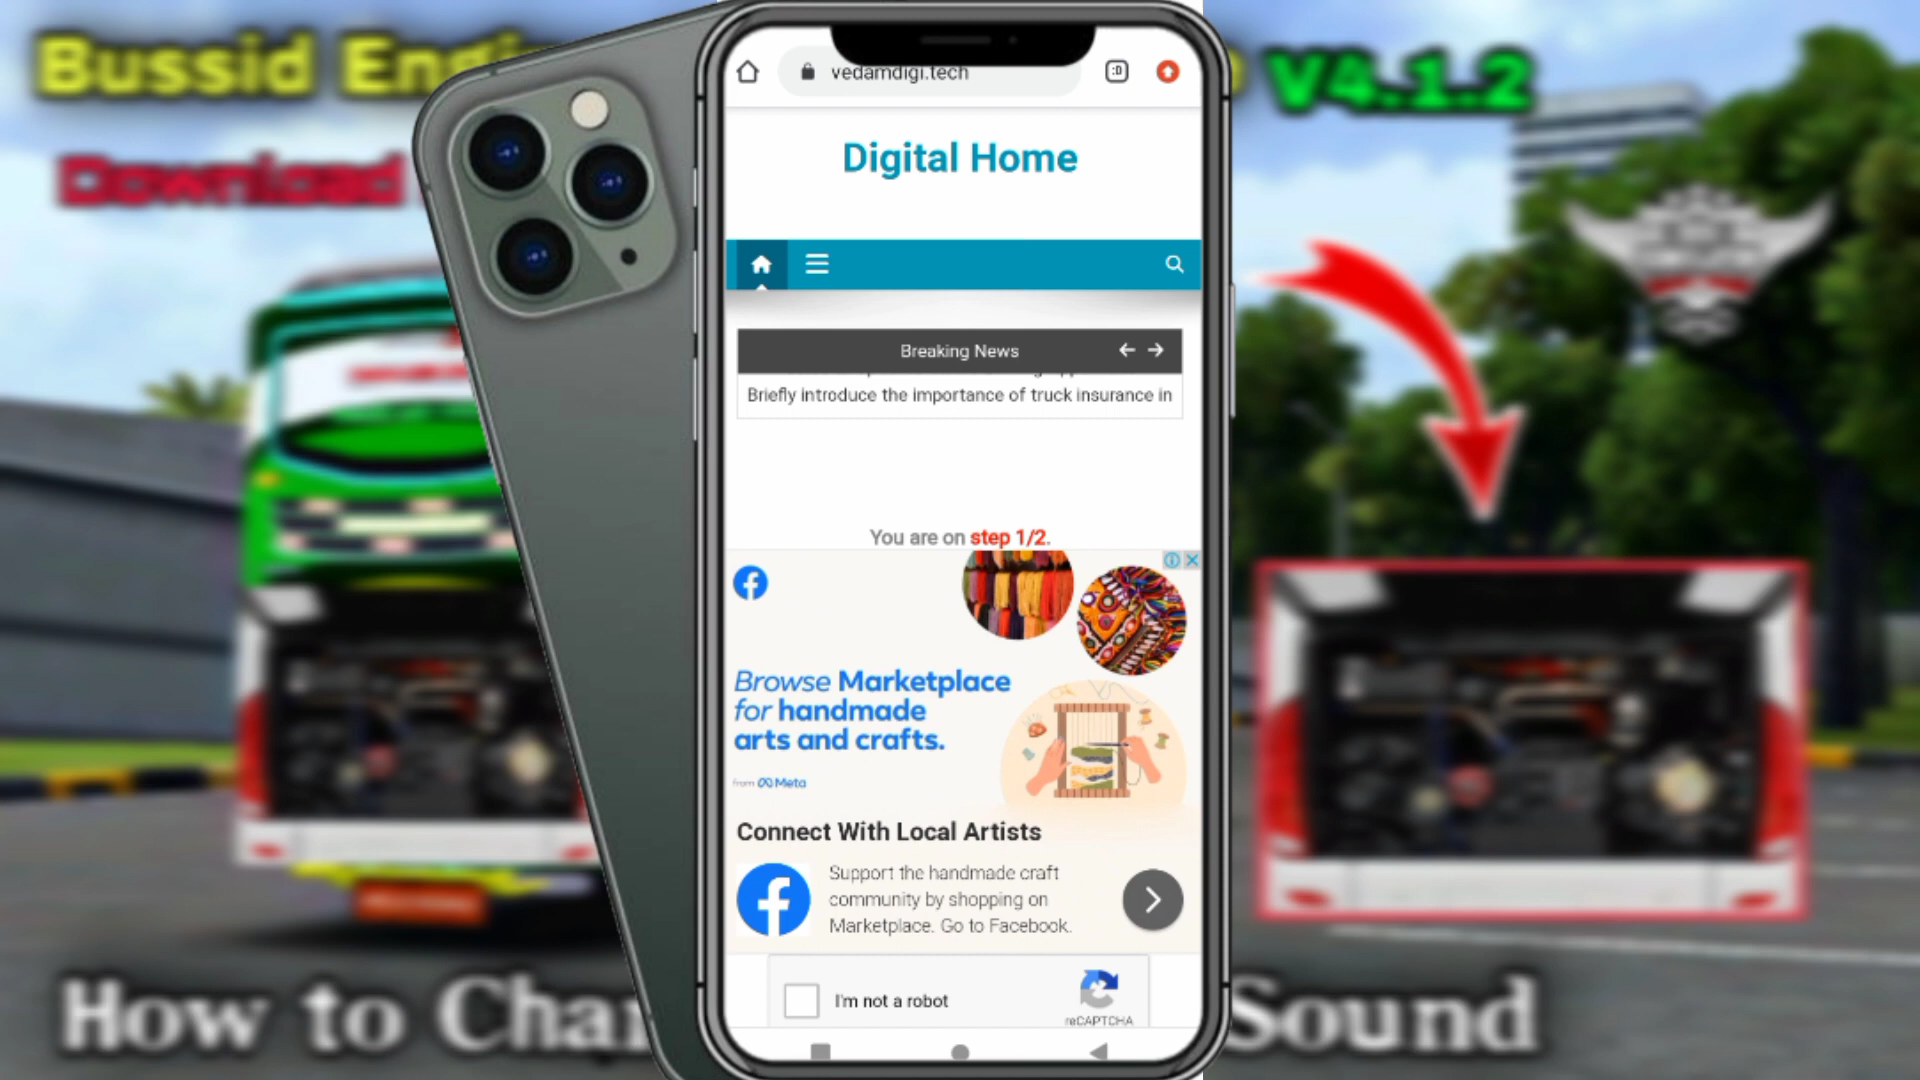 Bussid
V4.1.2
Download
vedamdigi.tech
:D
Digital Home
Breaking News
Briefly introduce the importance of truck insurance in
You are on step 1/2.
Browse Marketplace
for handmade
arts and crafts.
from Meta
Connect With Local Artists
Support the handmade craft
community by shopping on
Marketplace. Go to Facebook.
I'm not a robot
reCAPTCHA
How to
Sound